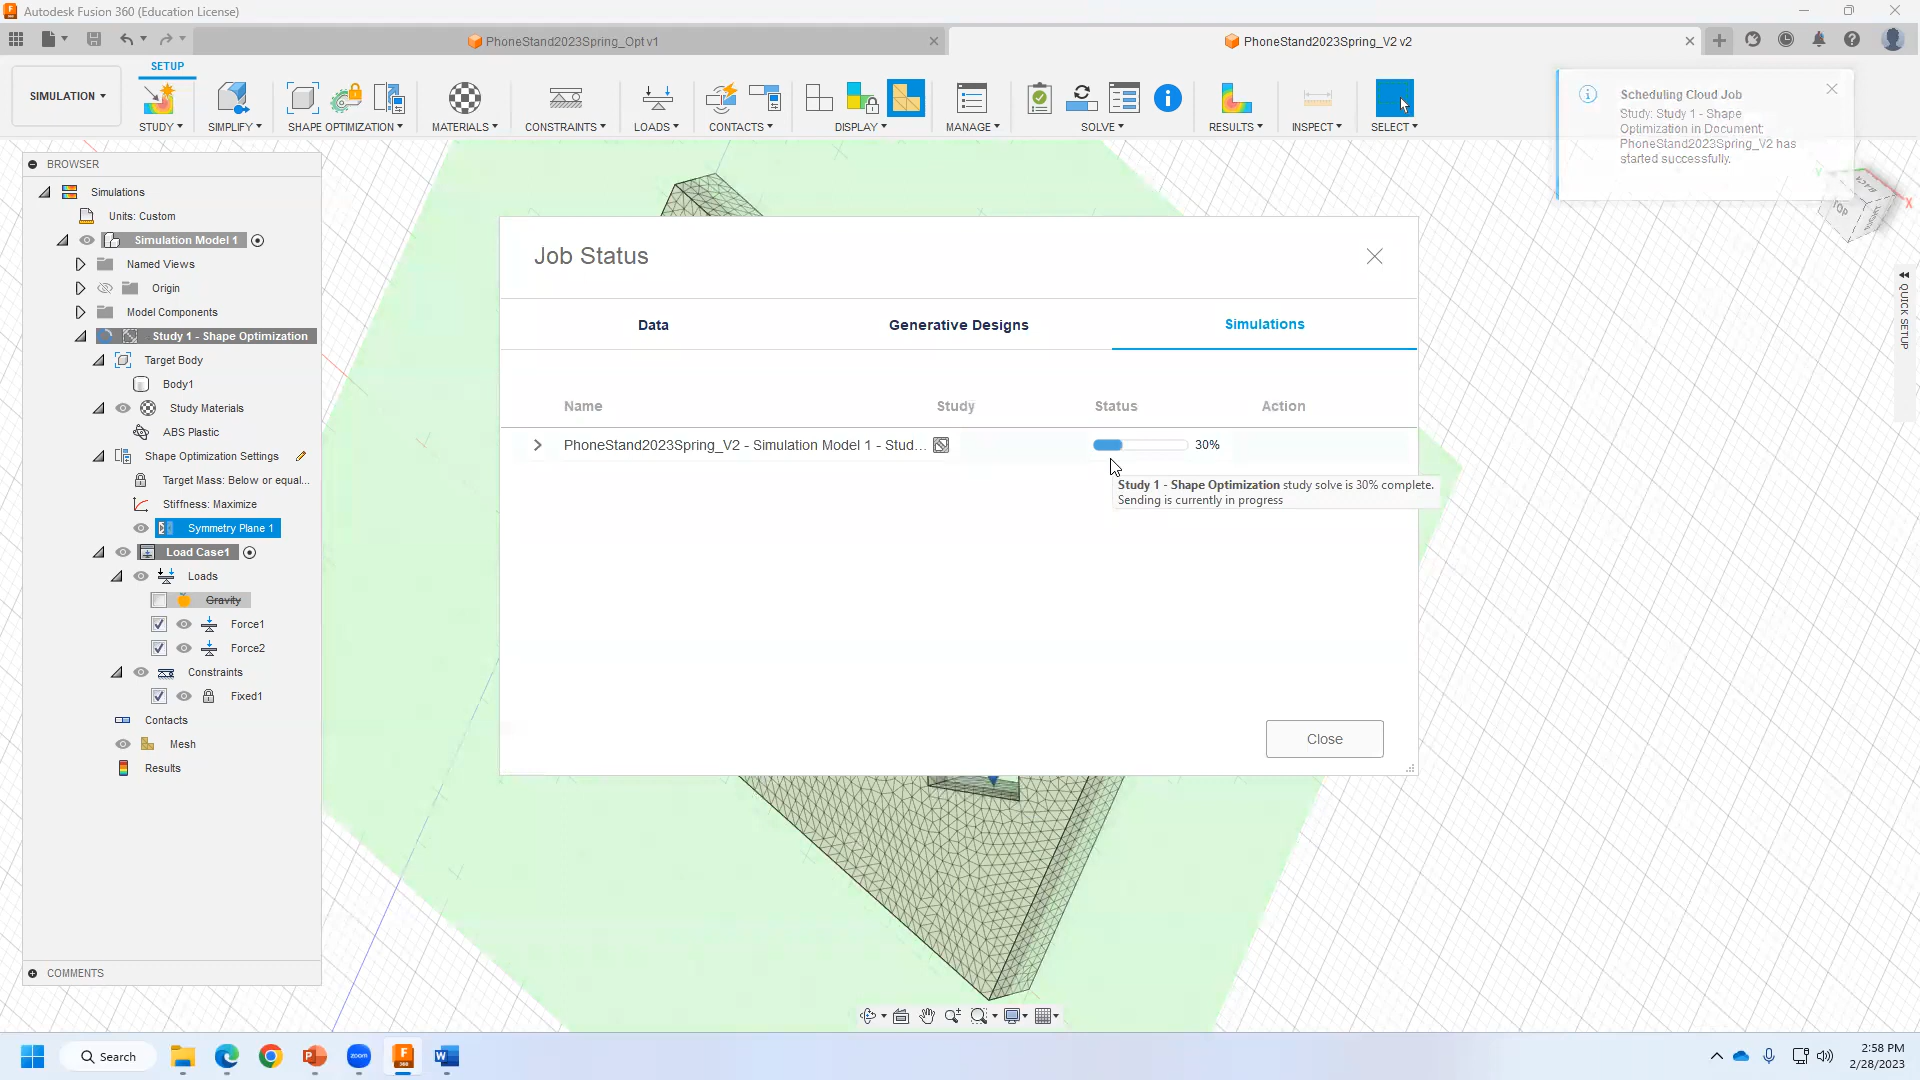 Autodesk Fusion 360 (Education License)
PhoneStand2023Spring_Opt v1
PhoneStand2023Spring_V2 v2
SETUP
SIMULATION
STUDY
SIMPLIFY
SHAPE OPTIMIZATION
MATERIALS
CONSTRAINTS
LOADS
CONTACTS
DISPLAY
MANAGE
SOLVE
RESULTS
INSPECT
SELECT
Scheduling Cloud Job
Study: Study 1 - Shape
Optimization in Document;
PhoneStand2023Spring_V2 has
started successfully.
BROWSER
Simulations
Units: Custom
Simulation Model 1
Named Views
Origin
Model Components
Study 1 - Shape Optimization
Target Body
Body1
Study Materials
ABS Plastic
Shape Optimization Settings
Target Mass: Below or equal...
Stiffness: Maximize
Symmetry Plane 1
Load Case1
Loads
Gravity
Force1
Force2
Constraints
Fixed1
Contacts
Mesh
Results
COMMENTS
Job Status
Data
Generative Designs
Simulations
Name
Study
Status
Action
PhoneStand2023Spring_V2 - Simulation Model 1 - Stud...
30%
Study 1 - Shape Optimization study solve is 30% complete.
Sending is currently in progress
Close
TOP
BACK
X
Y
QUICK SETUP
Search
zoom
2:58 PM
2/28/2023